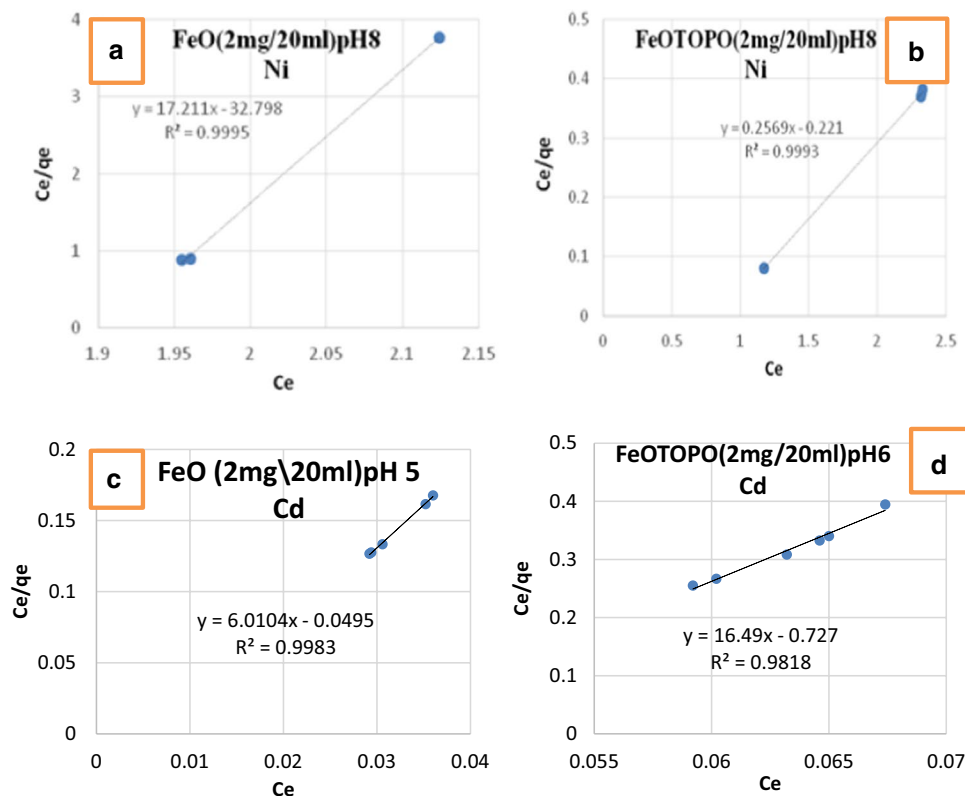 a
FeO(2mg/20ml)pH8
Ni
y = 17.211x - 32.798
R² = 0.9995
Ce/qe
4
3
2
1
0
1.9
1.95
2
2.05
2.1
2.15
Ce
b
FeOTOPO(2mg/20ml)pH8
Ni
y = 0.2569x - 0.221
R² = 0.9993
Ce/qe
0.5
0.4
0.3
0.2
0.1
0
0
0.5
1
1.5
2
2.5
Ce
c
FeO (2mg\20ml)pH 5
Cd
y = 6.0104x - 0.0495
R² = 0.9983
Ce/qe
0.2
0.15
0.1
0.05
0
0
0.01
0.02
0.03
0.04
Ce
d
FeOTOPO(2mg/20ml)pH6
Cd
y = 16.49x - 0.727
R² = 0.9818
Ce/qe
0.5
0.4
0.3
0.2
0.1
0
0.055
0.06
0.065
0.07
Ce